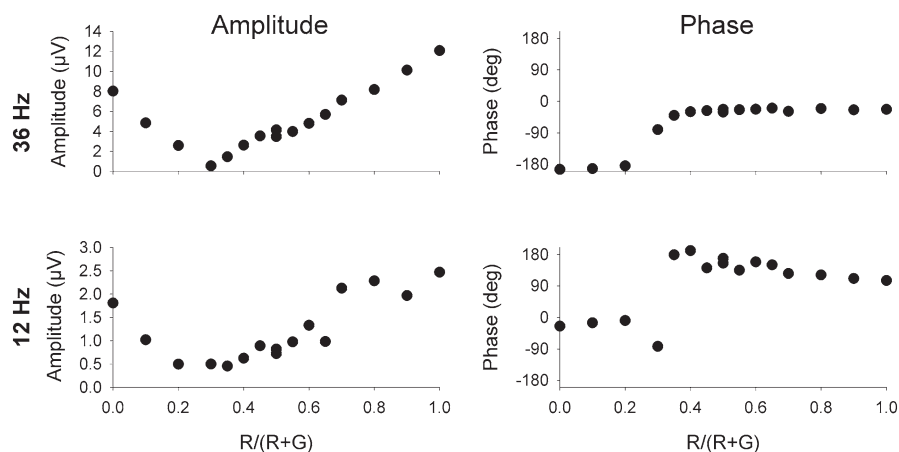 Amplitude Phase
36 Hz
Amplitude (µV)
14
12
10
8
6
4
2
0
Phase (deg)
180
90
0
-90
-180
12 Hz
Amplitude (µV)
3.0
2.5
2.0
1.5
1.0
0.5
0.0
0.0 0.2 0.4 0.6 0.8 1.0
R/(R+G)
Phase (deg)
180
90
0
-90
-180
0.0 0.2 0.4 0.6 0.8 1.0
R/(R+G)